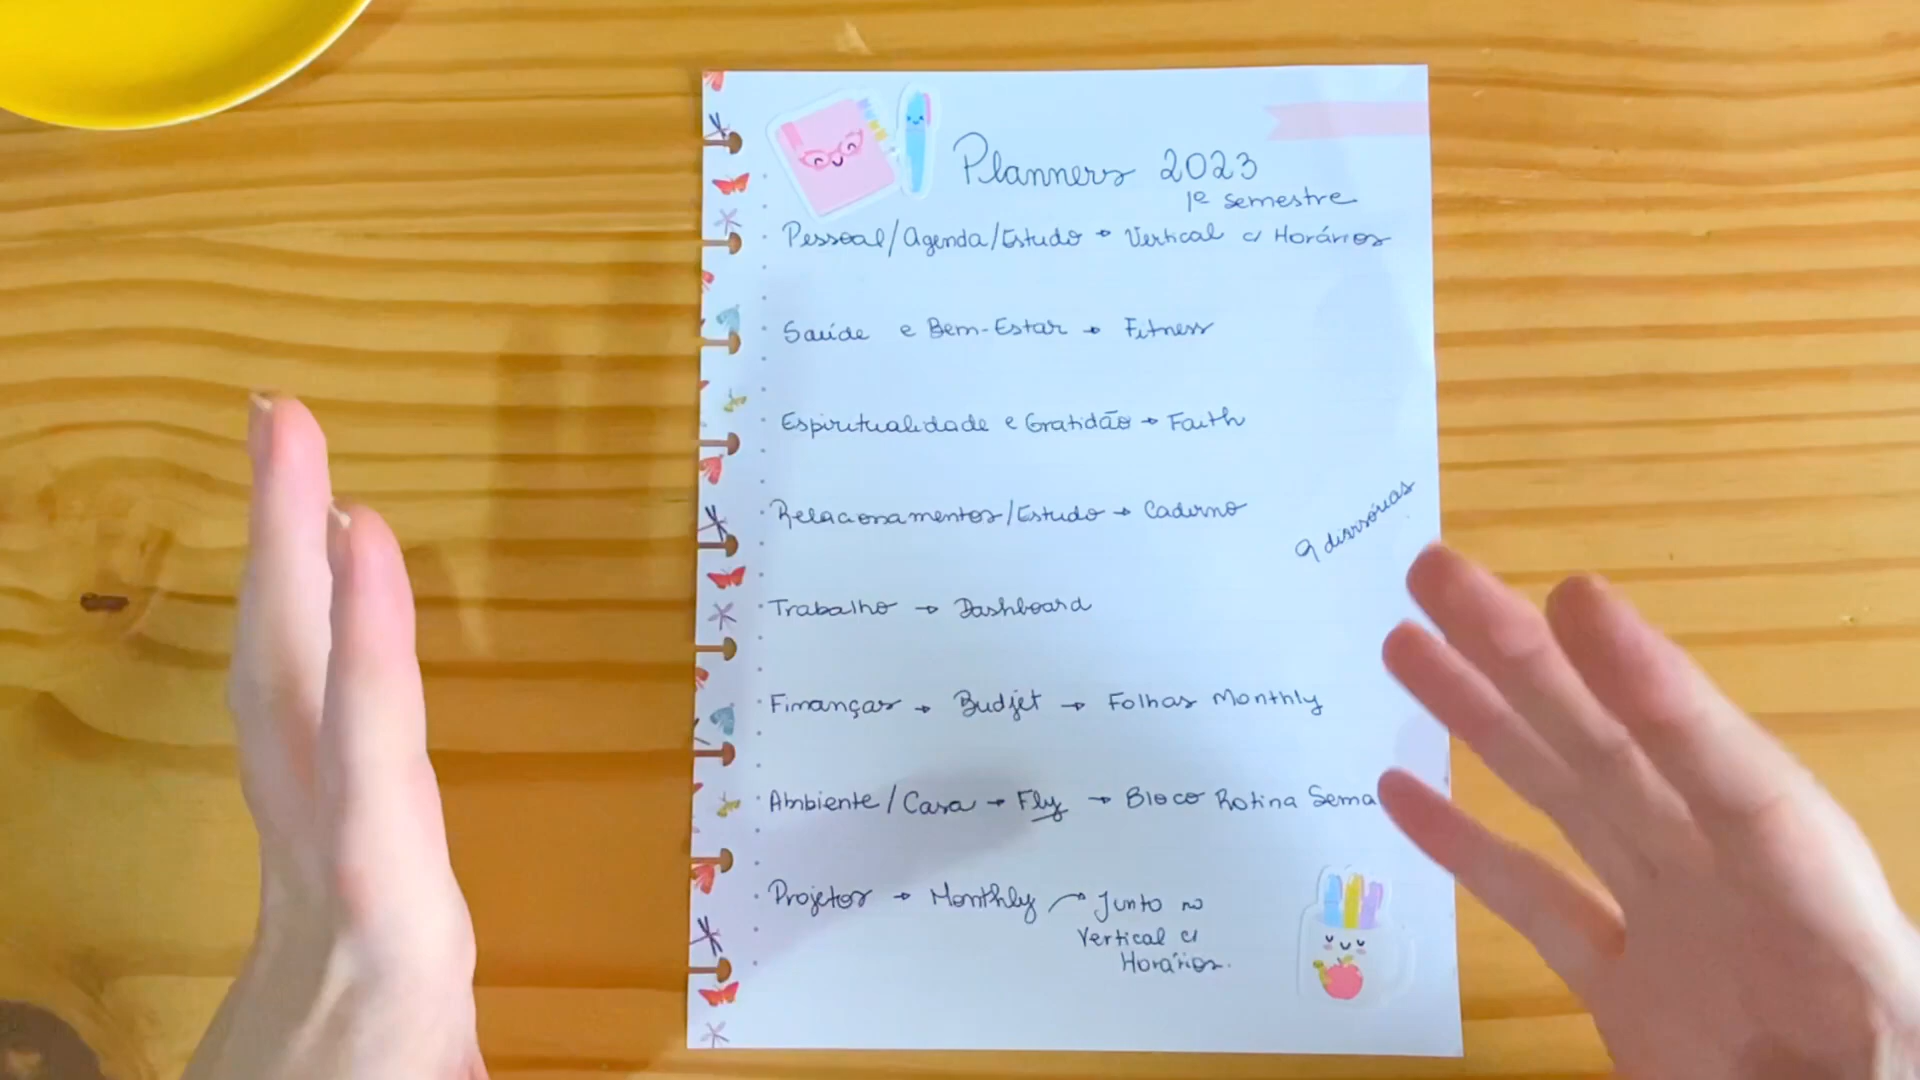 Planners 2023
1º semestre
Pessoal/Agenda/Estudo → Vertical c/ Horários
Saúde e Bem-Estar → Fitness
Espiritualidade e Gratidão → Faith
Relacionamentos/Estudo → Caderno
9 divisórias
Trabalho → Dashboard
Finanças → Budjet → Folhas Monthly
Ambiente/Casa → Fly → Bloco Rotina Sema
Projetos → Monthly → Junto no
Vertical c/
Horários.